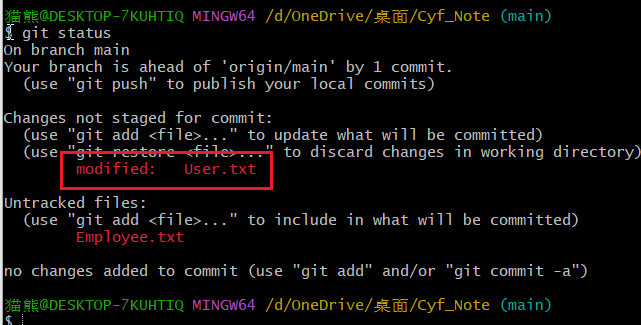 猫熊@DESKTOP-7KUHTIQ MINGW64 /d/OneDrive/桌面/Cyf_Note (main)
$ git status
On branch main
Your branch is ahead of 'origin/main' by 1 commit.
(use "git push" to publish your local commits)
Changes not staged for commit:
(use "git add <file>..." to update what will be committed)
(use "git restore <file>..." to discard changes in working directory)
modified: User.txt
Untracked files:
(use "git add <file>..." to include in what will be committed)
Employee.txt
no changes added to commit (use "git add" and/or "git commit -a")
猫熊@DESKTOP-7KUHTIQ MINGW64 /d/OneDrive/桌面/Cyf_Note (main)
$